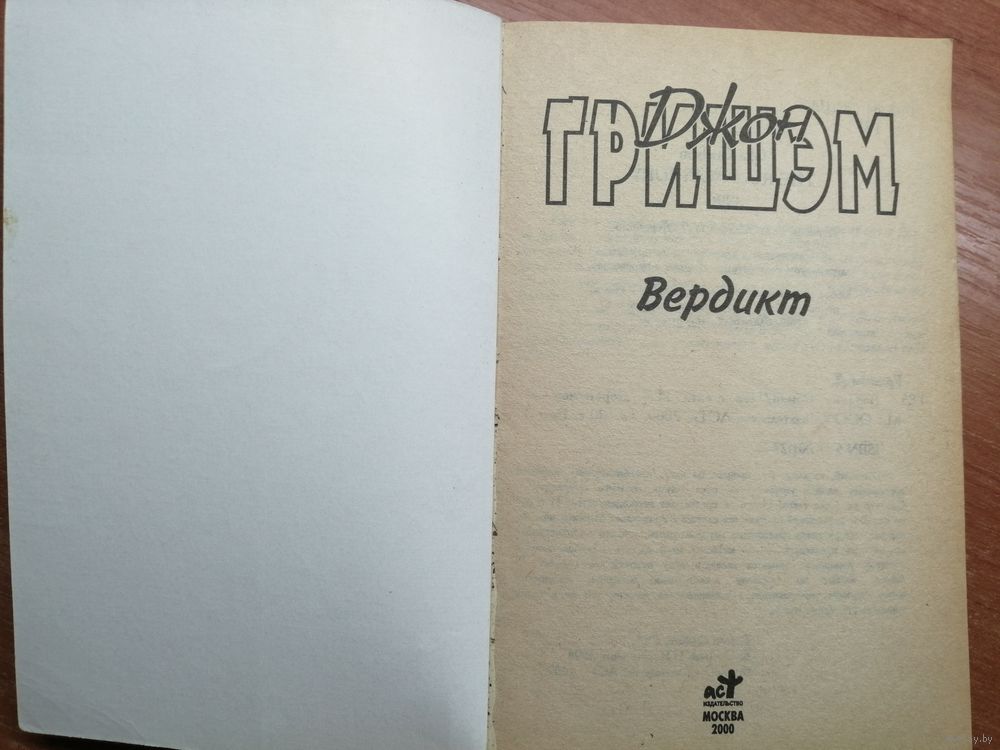 Джон
ГРИШЭМ
Вердикт
аст
ИЗДАТЕЛЬСТВО
МОСКВА
2000